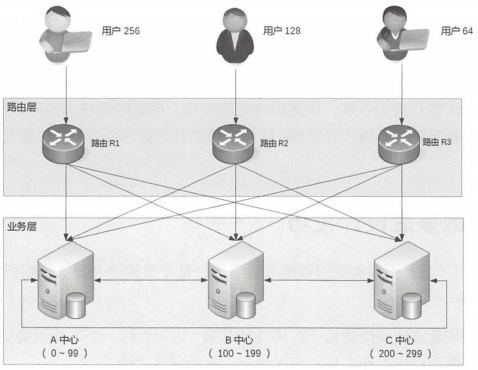 用户 256
用户 128
用户 64
路由层
路由 R1
路由 R2
路由 R3
业务层
A 中心
(0 ~ 99)
B 中心
(100 ~ 199)
C 中心
(200 ~ 299)